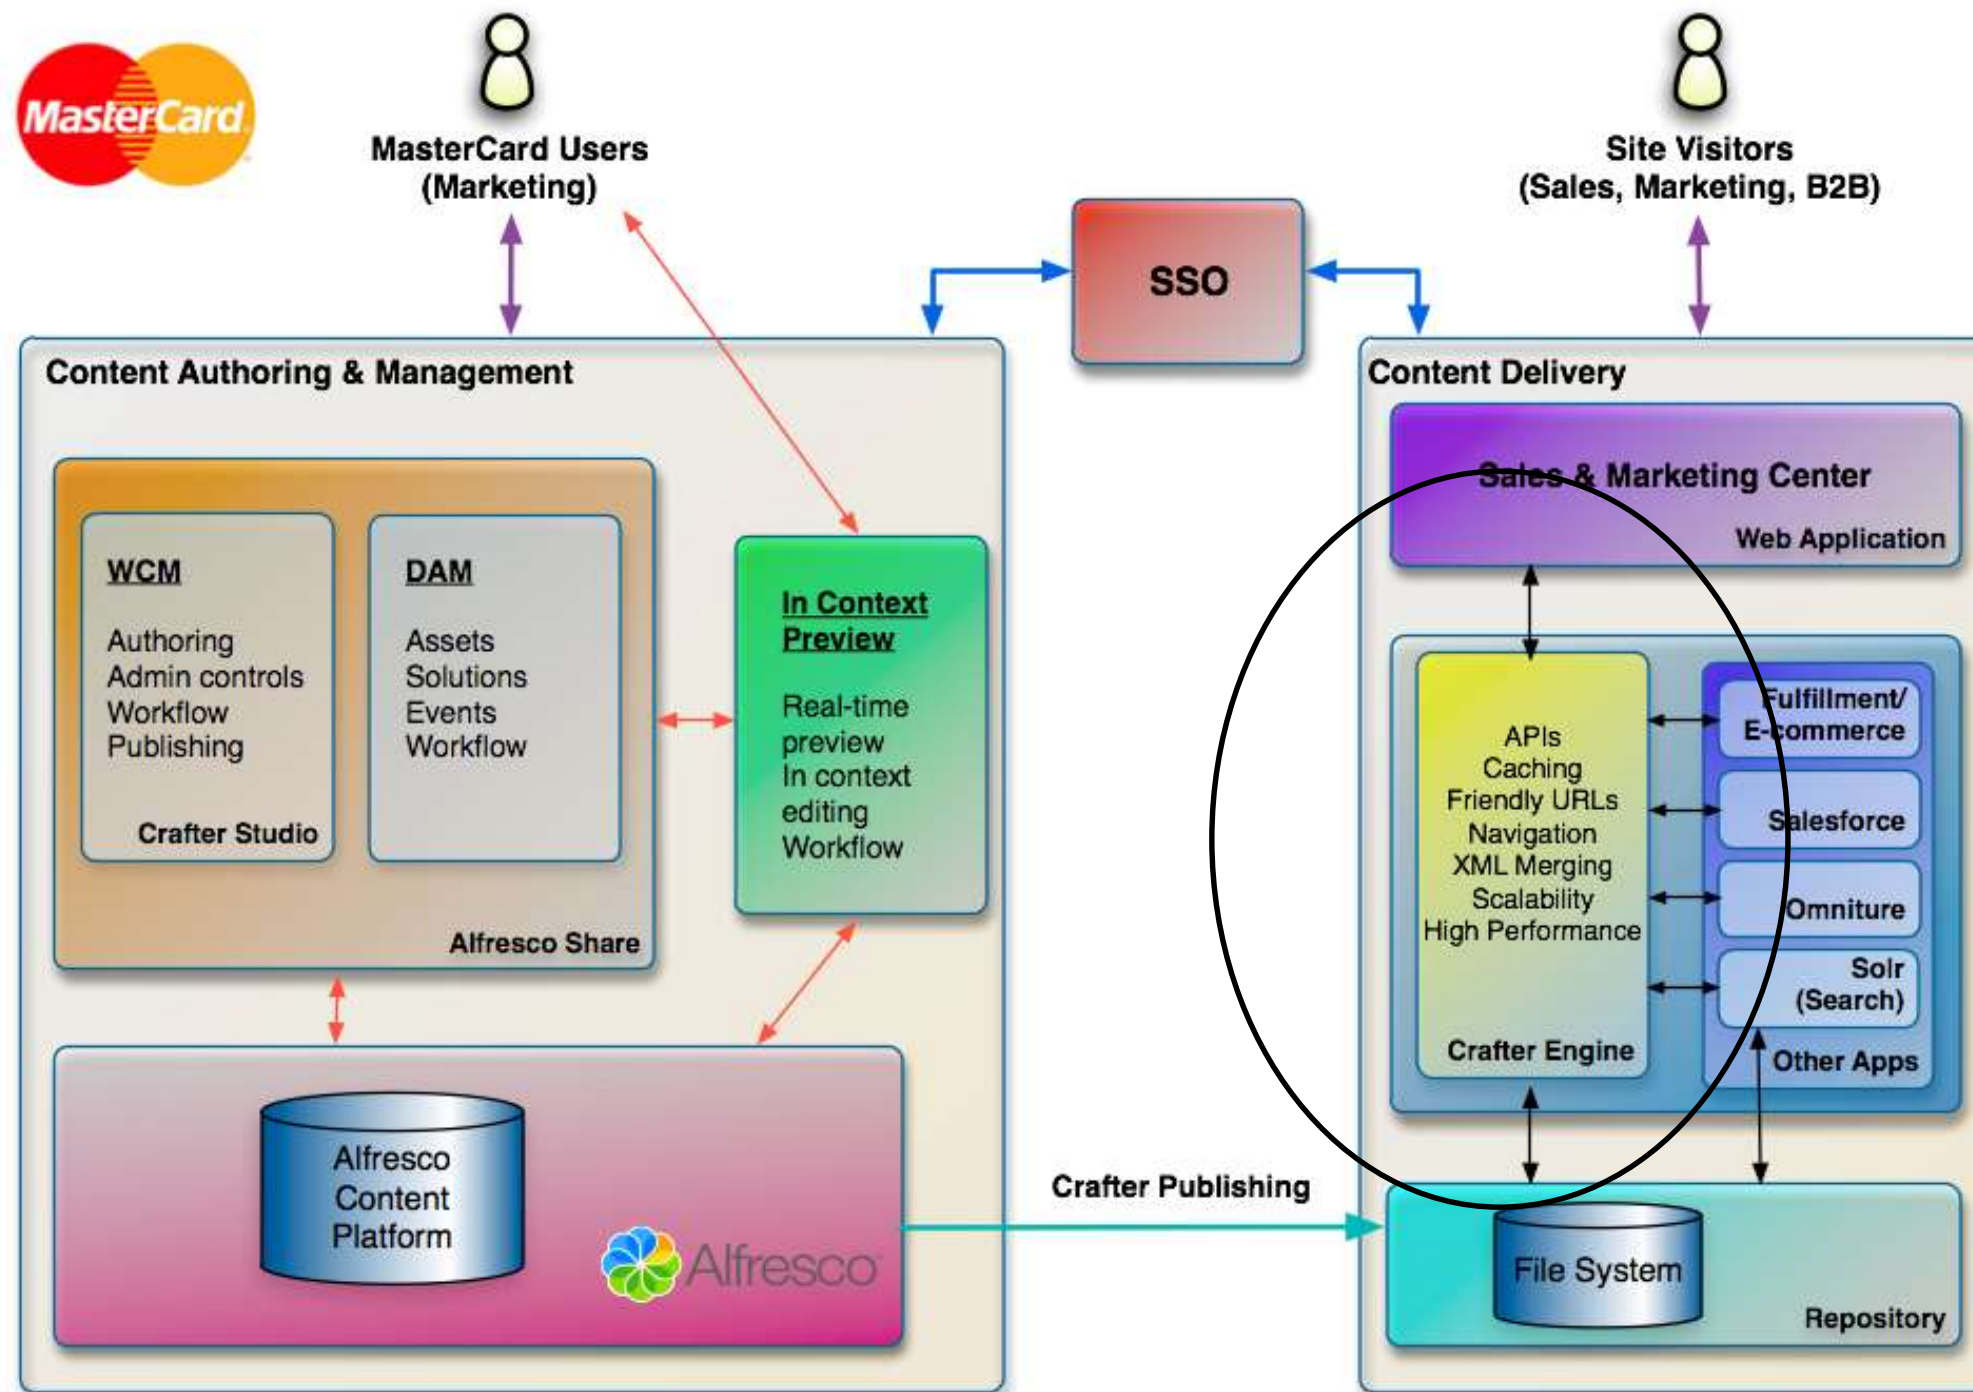 MasterCard
MasterCard Users
(Marketing)
Site Visitors
(Sales, Marketing, B2B)
SSO
Content Authoring & Management
WCM
Authoring
Admin controls
Workflow
Publishing
Crafter Studio
DAM
Assets
Solutions
Events
Workflow
Alfresco Share
In Context
Preview
Real-time
preview
In context
editing
Workflow
Alfresco
Content
Platform
Alfresco
Crafter Publishing
Content Delivery
Sales & Marketing Center
Web Application
APIs
Caching
Friendly URLs
Navigation
XML Merging
Scalability
High Performance
Crafter Engine
Fulfillment/
E-commerce
Salesforce
Omniture
Solr
(Search)
Other Apps
File System
Repository